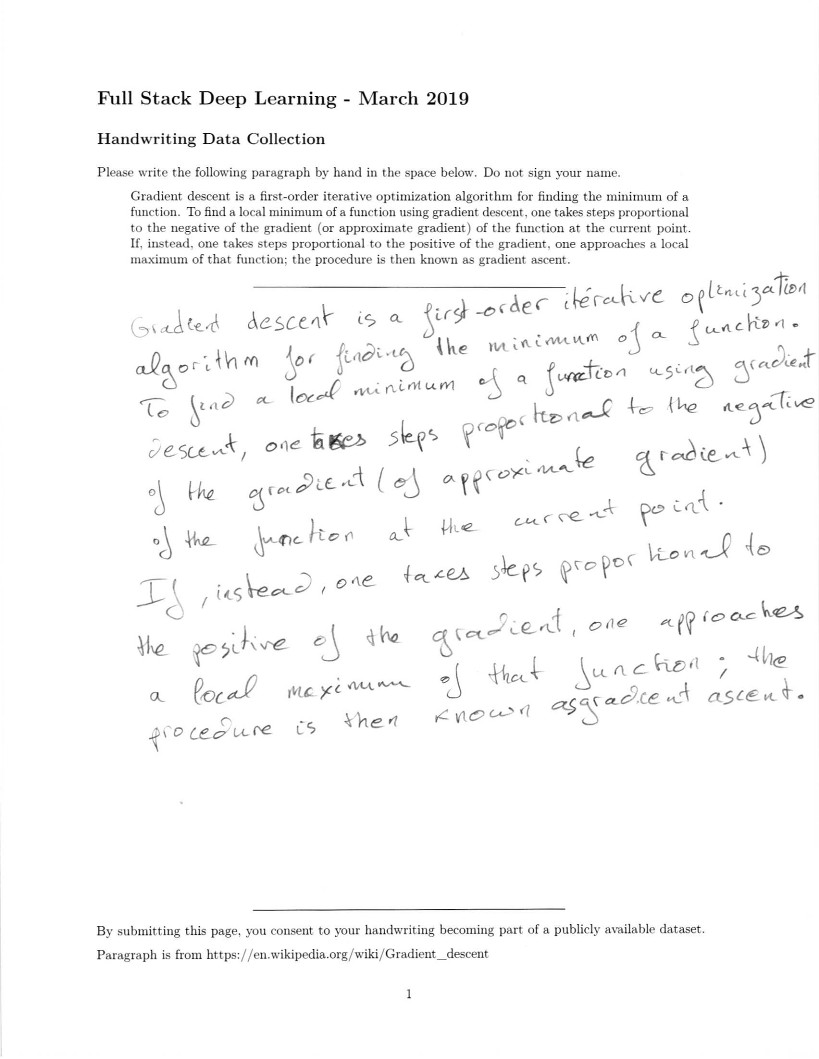 Full Stack Deep Learning - March 2019
Handwriting Data Collection
Please write the following paragraph by hand in the space below. Do not sign your name.
Gradient descent is a first-order iterative optimization algorithm for finding the minimum of a
function. To find a local minimum of a function using gradient descent, one takes steps proportional
to the negative of the gradient (or approximate gradient) of the function at the current point.
If, instead, one takes steps proportional to the positive of the gradient, one approaches a local
maximum of that function; the procedure is then known as gradient ascent.
Gradient descent is a first-order itérative optimization
algorithm for finding the minimum of a function.
To find a local minimum of a function using gradient
descent, one takes steps proportional to the negative
of the gradient (of approximate gradient)
of the function at the current point.
If, instead, one takes steps proportional to
the positive of the gradient, one approaches
a local maximum of that function; the
procedure is then known as gradient ascent.
By submitting this page, you consent to your handwriting becoming part of a publicly available dataset.
Paragraph is from https://en.wikipedia.org/wiki/Gradient_descent
1